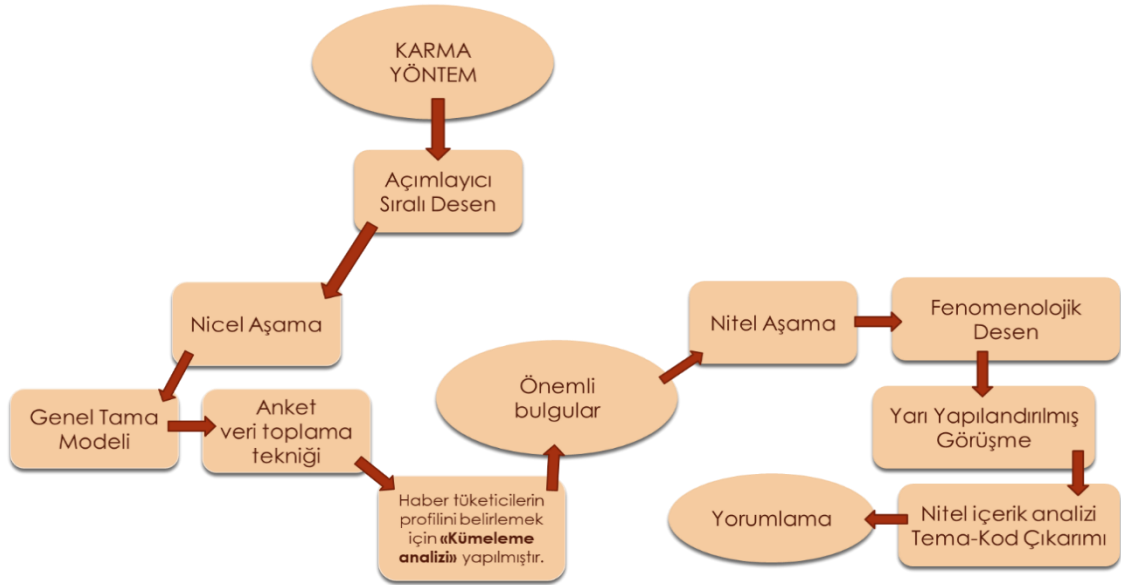 KARMA
YÖNTEM
Açımlayıcı
Sıralı Desen
Nicel Aşama
Genel Tama
Modeli
Anket
veri toplama
tekniği
Haber tüketicilerin
profilini belirlemek
için «Kümeleme
analizi» yapılmıştır.
Önemli
bulgular
Nitel Aşama
Fenomenolojik
Desen
Yarı Yapılandırılmış
Görüşme
Nitel içerik analizi
Tema-Kod Çıkarımı
Yorumlama